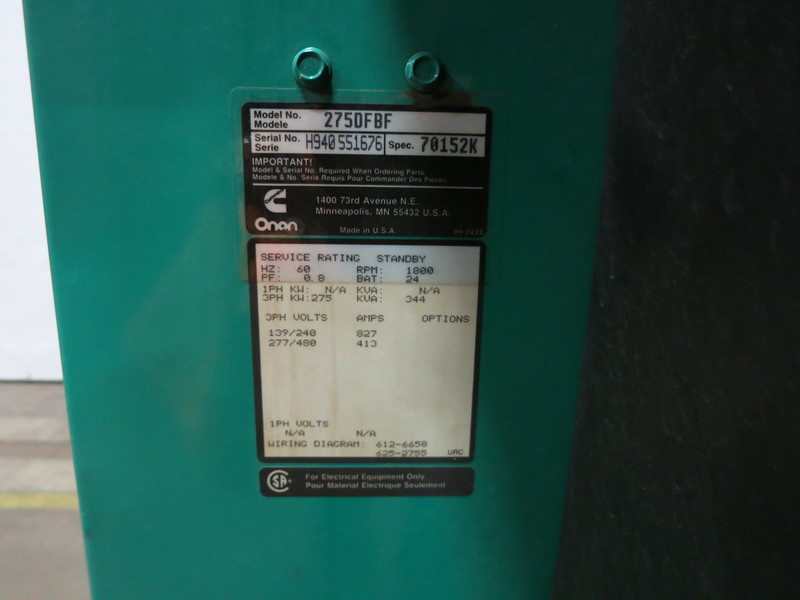 Model No. 275DFBF
Modele
Serial No. H940551676 Spec. 70152K
Serie
IMPORTANT!
Model & Serial No. Required When Ordering Parts.
Modele & No. Serie Requis Pour Commander Des Pieces
1400 73rd Avenue N.E.
Minneapolis, MN 55432 U.S.A
Onan
Made in U.S.A. 99-2433
SERVICE RATING STANDBY
HZ: 60 RPM: 1800
PF: 0.8 BAT: 24
1PH KW: N/A KVA: N/A
3PH KW: 275 KVA: 344
3PH VOLTS AMPS OPTIONS
139/240 827
277/480 413
1PH VOLTS
N/A N/A
WIRING DIAGRAM: 612-6658
625-2755 URC
SA
For Electrical Equipment Only
Pour Material Electrique Seulement